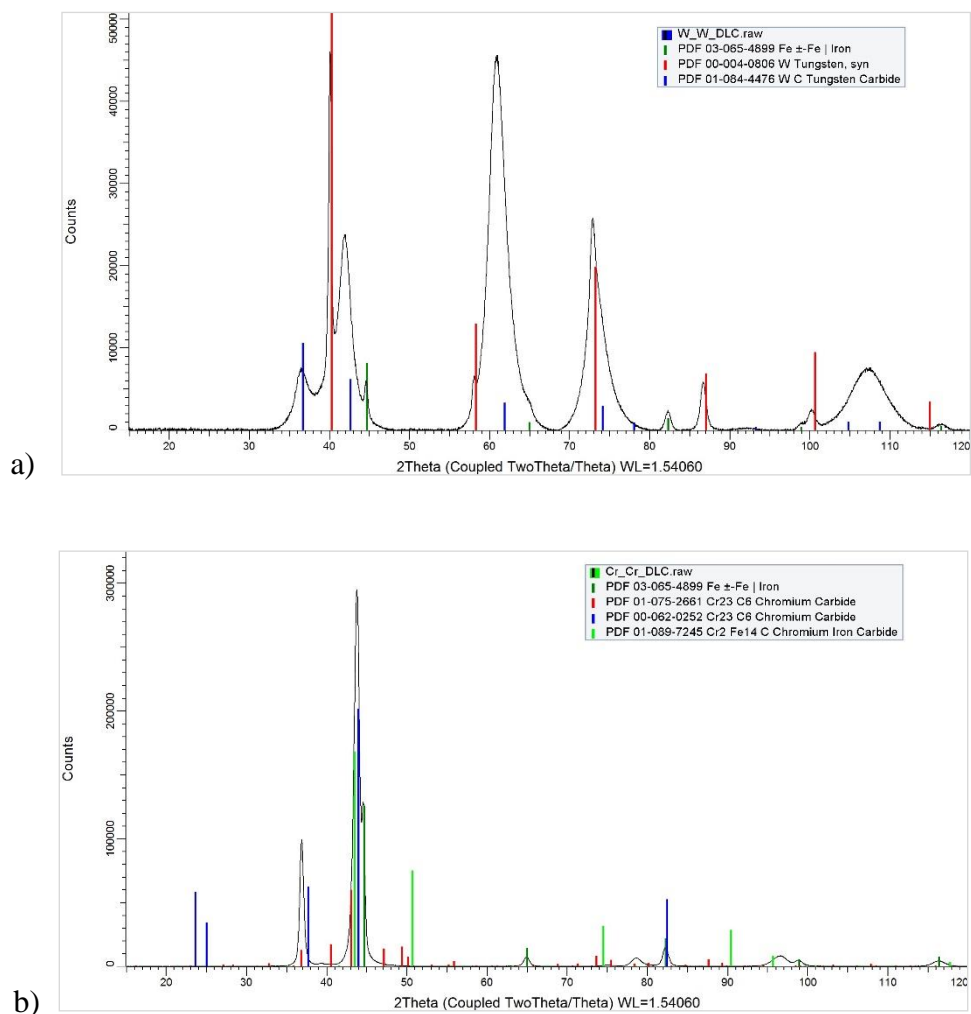 50000
40000
30000
20000
10000
0
Counts
W_W_DLC.raw
PDF 03-065-4899 Fe ±-Fe | Iron
PDF 00-004-0806 W Tungsten, syn
PDF 01-084-4476 W C Tungsten Carbide
20 30 40 50 60 70 80 90 100 110 120
2Theta (Coupled TwoTheta/Theta) WL=1.54060
a)
300000
200000
100000
0
Counts
Cr_Cr_DLC.raw
PDF 03-065-4899 Fe ±-Fe | Iron
PDF 01-075-2661 Cr23 C6 Chromium Carbide
PDF 00-062-0252 Cr23 C6 Chromium Carbide
PDF 01-089-7245 Cr2 Fe14 C Chromium Iron Carbide
20 30 40 50 60 70 80 90 100 110 120
2Theta (Coupled TwoTheta/Theta) WL=1.54060
b)